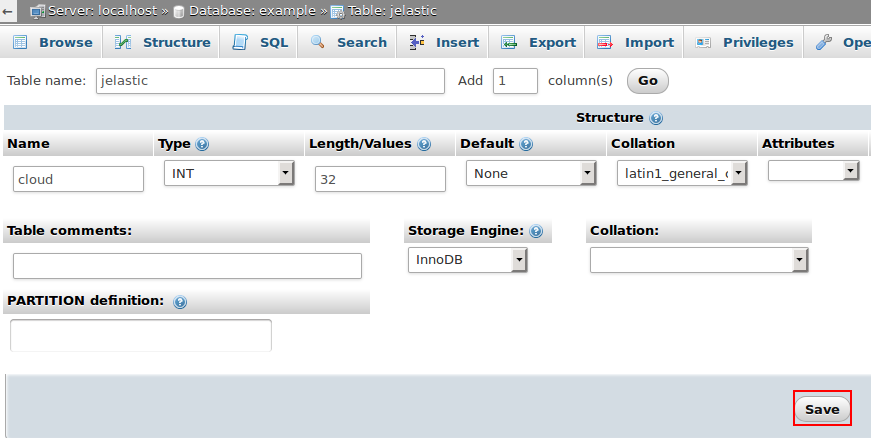 ← Server: localhost » Database: example » Table: jelastic
Browse Structure SQL Search Insert Export Import Privileges Ope
Table name: jelastic Add 1 column(s) Go
Structure
Name Type Length/Values Default Collation Attributes
cloud INT 32 None latin1_general_c
Table comments: Storage Engine: Collation:
InnoDB
PARTITION definition:
Save